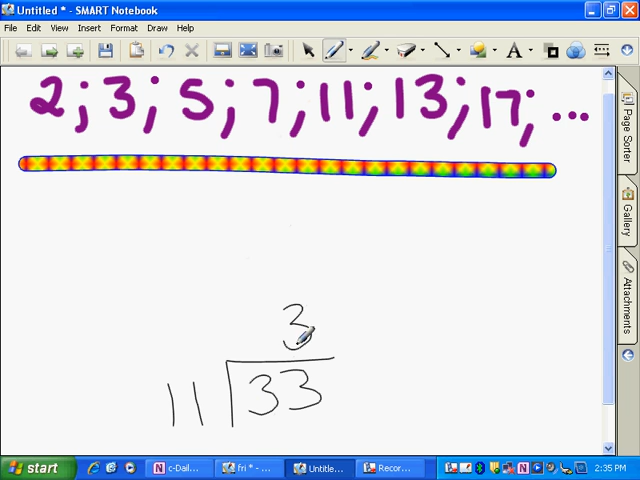 Untitled * - SMART Notebook
File Edit View Insert Format Draw Help
2; 3; 5; 7; 11; 13; 17; ...
Page Sorter
Gallery
Attachments
3
11 33
start c-Dail... fri * - ... Untitle... Recor... 2:35 PM